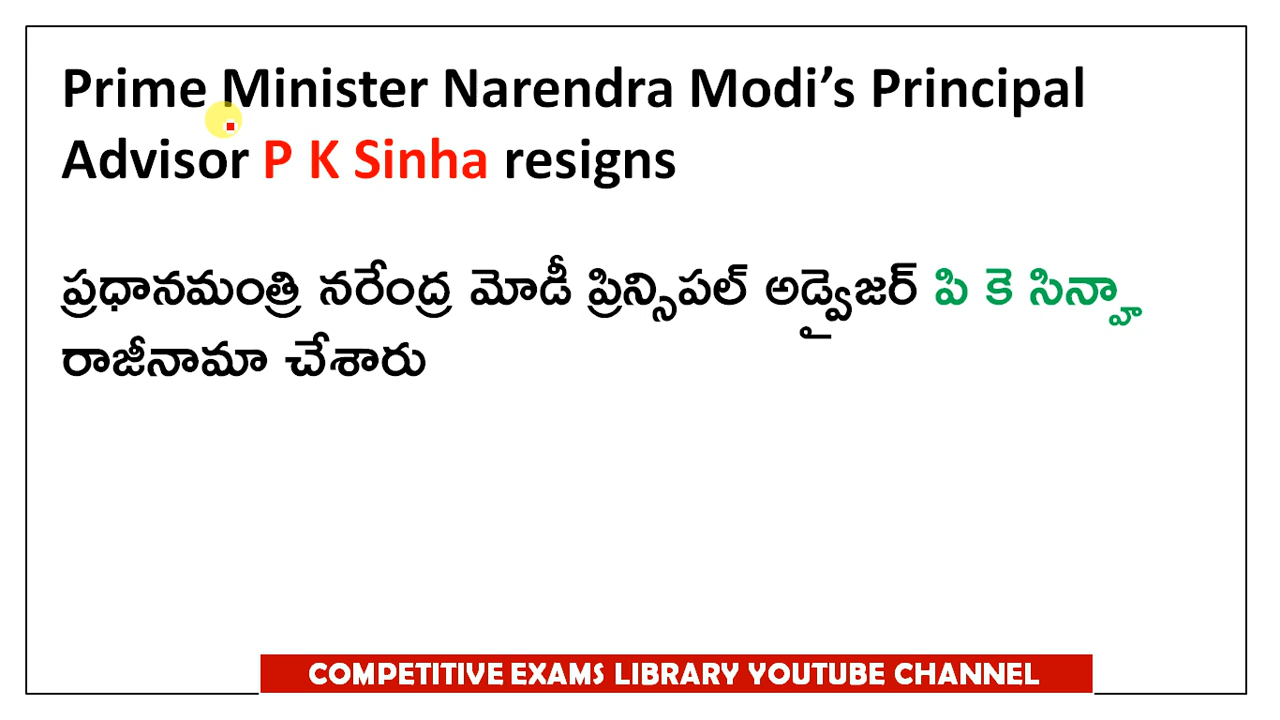 Prime Minister Narendra Modi’s Principal
Advisor P K Sinha resigns
ప్రధానమంత్రి నరేంద్ర మోడీ ప్రిన్సిపల్ అడ్వైజర్ పి కె సిన్హా
రాజీనామా చేశారు
COMPETITIVE EXAMS LIBRARY YOUTUBE CHANNEL